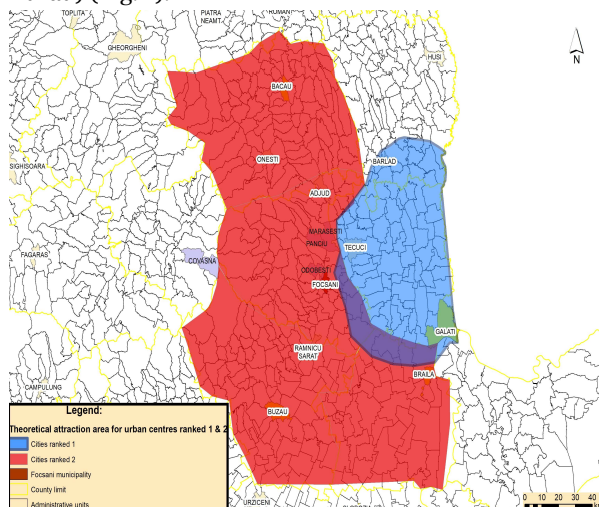 TOPLITA
PIATRA
NEAMT
ROMAN
GHEORGHENI
HUSI
N
BACAU
ONESTI
BARLAD
SIGHISOARA
ADJUD
MARASESTI
PANCIU
TECUCI
FAGARAS
COVASNA
ODOBESTI
FOCSANI
GALATI
RAMNICU
SARAT
BRAILA
CAMPULUNG
BUZAU
Legend:
Theoretical attraction area for urban centres ranked 1 & 2
Cities ranked 1
Cities ranked 2
Focsani municipality
County limit
Administrative units
URZICENI
0 10 20 30 40